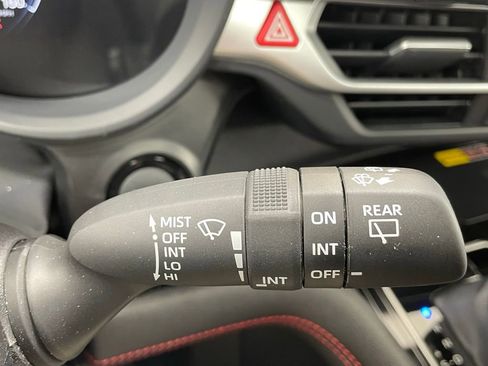 MIST
OFF
INT
LO
HI
INT
ON
INT
OFF
REAR